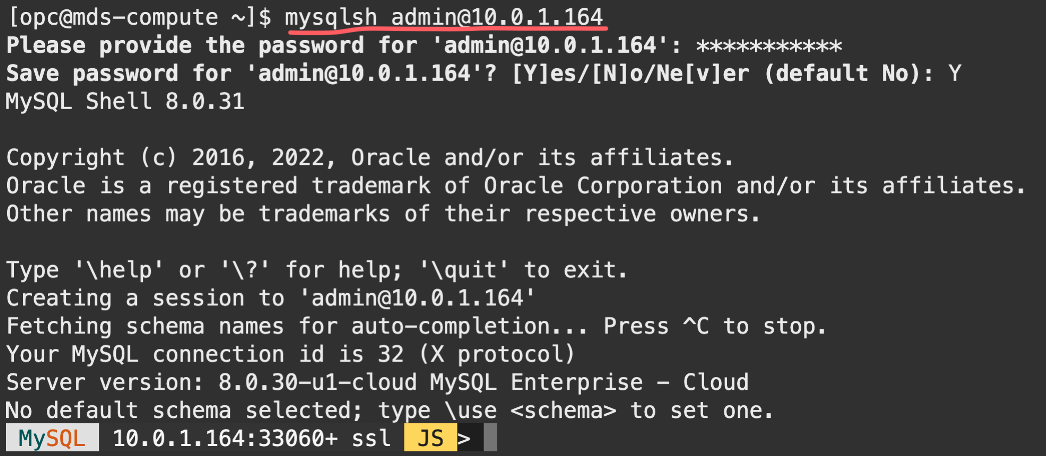 [opc@mds-compute ~]$ mysqlsh admin@10.0.1.164
Please provide the password for 'admin@10.0.1.164': ***********
Save password for 'admin@10.0.1.164'? [Y]es/[N]o/Ne[v]er (default No): Y
MySQL Shell 8.0.31
Copyright (c) 2016, 2022, Oracle and/or its affiliates.
Oracle is a registered trademark of Oracle Corporation and/or its affiliates.
Other names may be trademarks of their respective owners.
Type '\help' or '\?' for help; '\quit' to exit.
Creating a session to 'admin@10.0.1.164'
Fetching schema names for auto-completion... Press ^C to stop.
Your MySQL connection id is 32 (X protocol)
Server version: 8.0.30-u1-cloud MySQL Enterprise - Cloud
No default schema selected; type \use <schema> to set one.
MySQL 10.0.1.164:33060+ ssl JS >